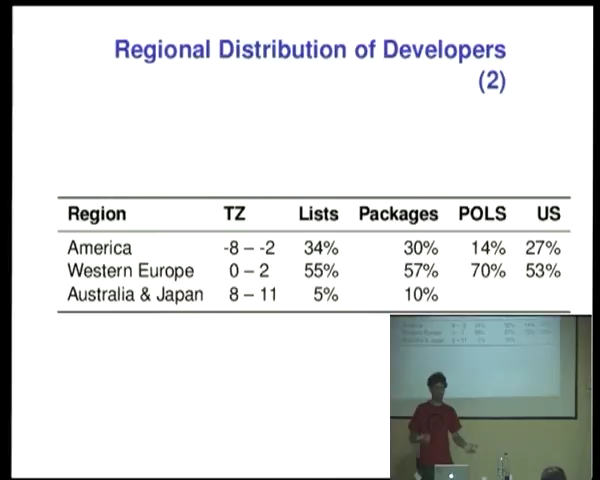 Regional Distribution of Developers
(2)
Region TZ Lists Packages POLS US
America -8 – -2 34% 30% 14% 27%
Western Europe 0 – 2 55% 57% 70% 53%
Australia & Japan 8 – 11 5% 10%